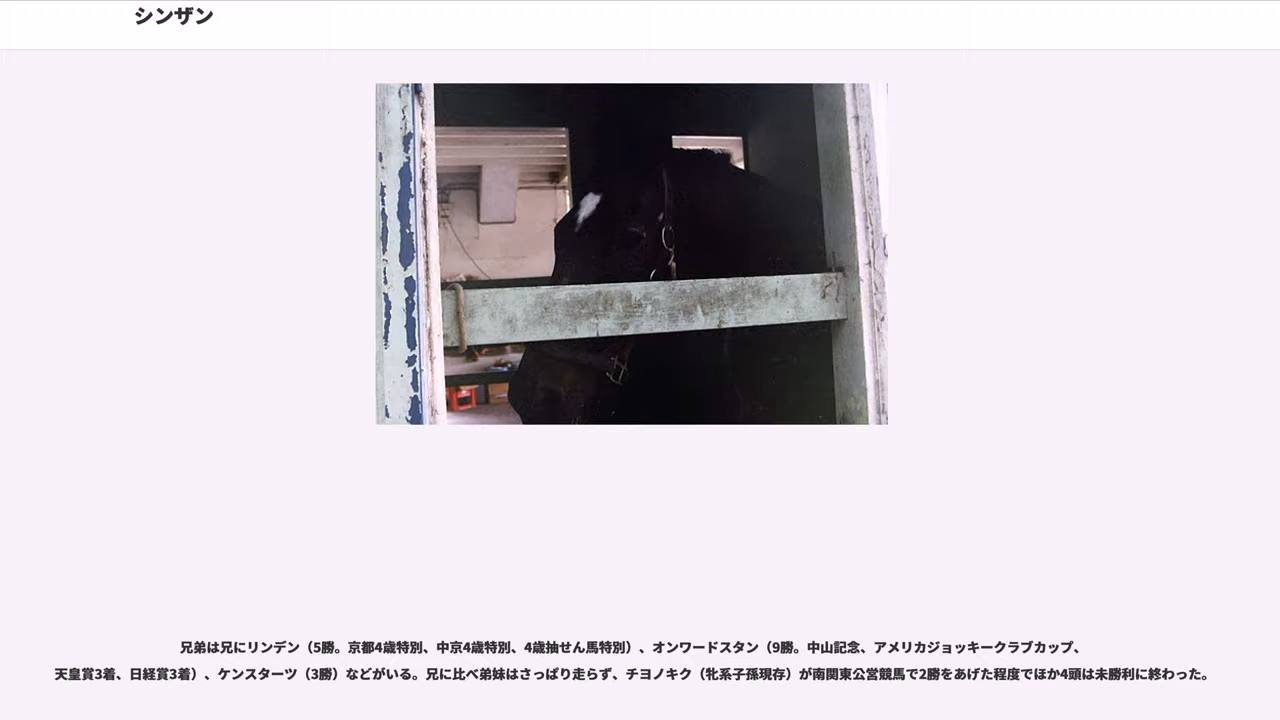 シンザン
兄弟は兄にリンデン（5勝。京都4歳特別、中京4歳特別、4歳抽せん馬特別）、オンワードスタン（9勝。中山記念、アメリカジョッキークラブカップ、
天皇賞3着、日経賞3着）、ケンスターツ（3勝）などがいる。兄に比べ弟妹はさっぱり走らず、チヨノキク（牝系子孫現存）が南関東公営競馬で2勝をあげた程度でほか4頭は未勝利に終わった。